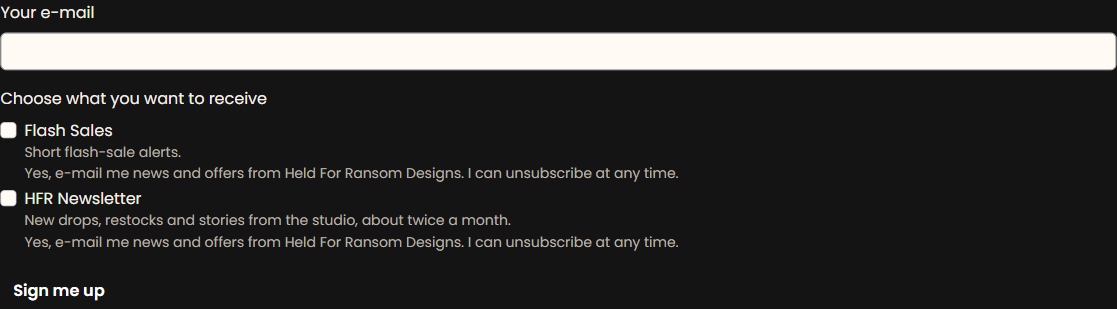 Your e-mail
Choose what you want to receive
Flash Sales
Short flash-sale alerts.
Yes, e-mail me news and offers from Held For Ransom Designs. I can unsubscribe at any time.
HFR Newsletter
New drops, restocks and stories from the studio, about twice a month.
Yes, e-mail me news and offers from Held For Ransom Designs. I can unsubscribe at any time.
Sign me up